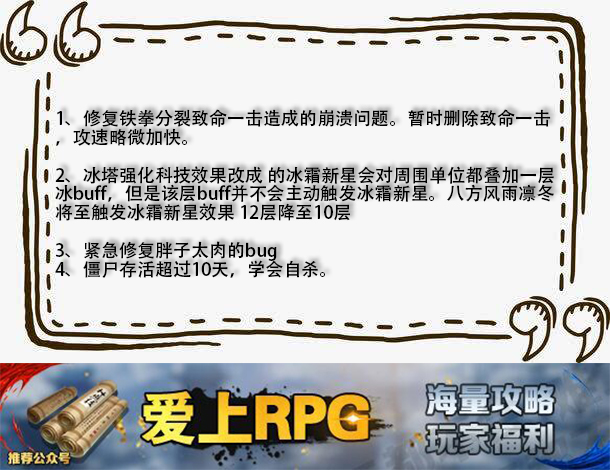 1、修复铁拳分裂致命一击造成的崩溃问题。暂时删除致命一击
，攻速略微加快。
2、冰塔强化科技效果改成 的冰霜新星会对周围单位都叠加一层
冰buff，但是该层buff并不会主动触发冰霜新星。八方风雨凛冬
将至触发冰霜新星效果 12层降至10层
3、紧急修复胖子太肉的bug
4、僵尸存活超过10天，学会自杀。
爱上RPG
海量攻略
玩家福利
推荐公众号